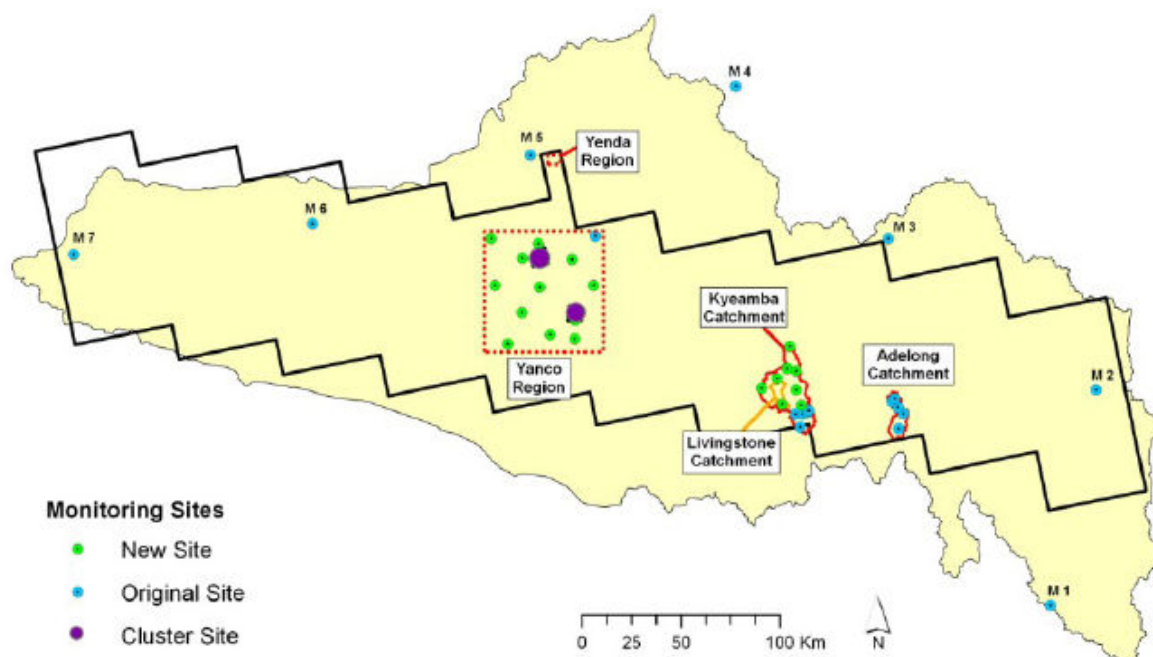 M 4
M 5
Yenda
Region
M 6
M 7
M 3
Kyeamba
Catchment
Adelong
Catchment
Yanco
Region
M 2
Livingstone
Catchment
Monitoring Sites
New Site
Original Site
Cluster Site
M 1
0 25 50 100 Km
N